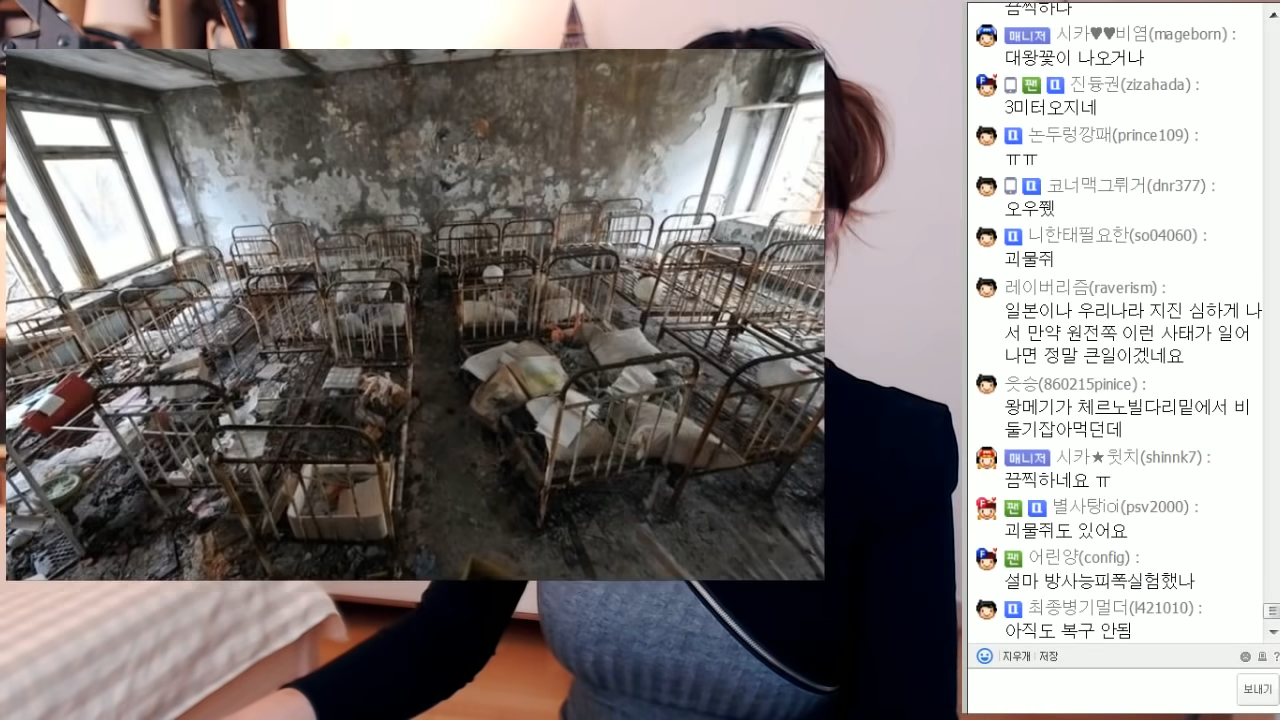 끔찍하다
매니저 시카♥♥비염(mageborn) :
대왕꽃이 나오거나
팬 진듕권(zizahada) :
3미터오지네
논두렁깡패(prince109) :
ㅠㅠ
코너맥그뤼거(dnr377) :
오우쮔
니한태필요한(so04060) :
괴물쥐
레이버리즘(raverism) :
일본이나 우리나라 지진 심하게 나
서 만약 원전쪽 이런 사태가 일어
나면 정말 큰일이겠네요
읏승(860215pinice) :
왕메기가 체르노빌다리밑에서 비
둘기잡아먹던데
매니저 시카★윗치(shinnk7) :
끔찍하네요 ㅠ
팬 별사탕ioi(psv2000) :
괴물쥐도 있어요
팬 어린양(config) :
설마 방사능피폭실험했나
최종병기멀더(l421010) :
아직도 복구 안됨
지우개 저장
보내기